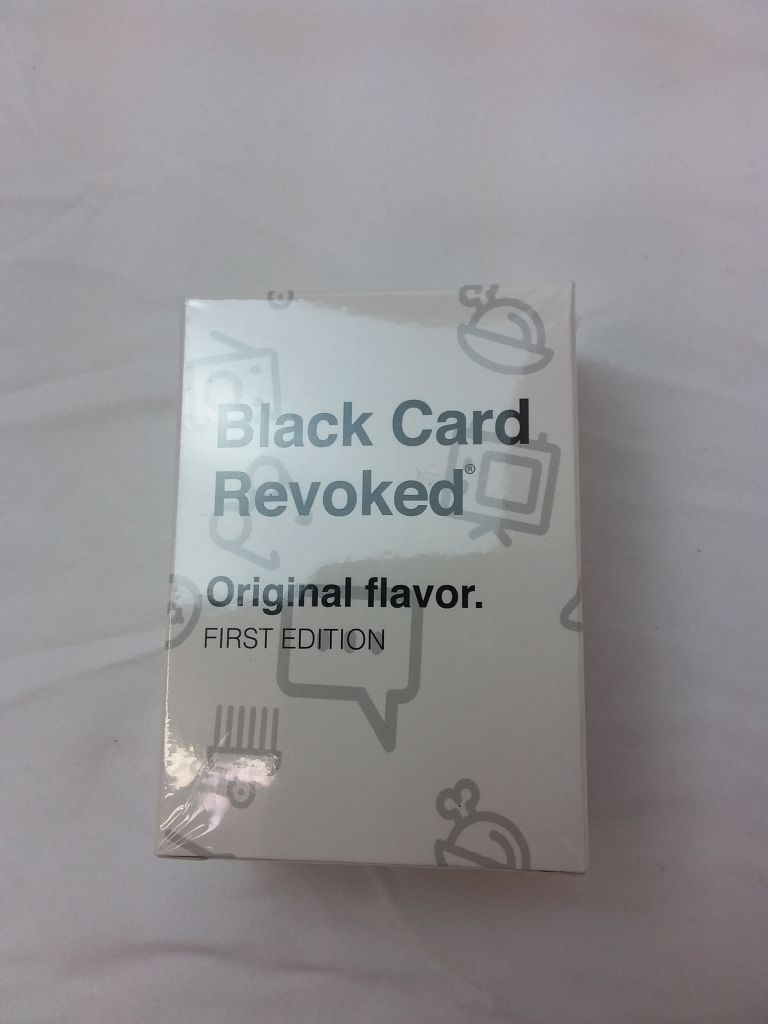 Black Card
Revoked®
Original flavor.
FIRST EDITION